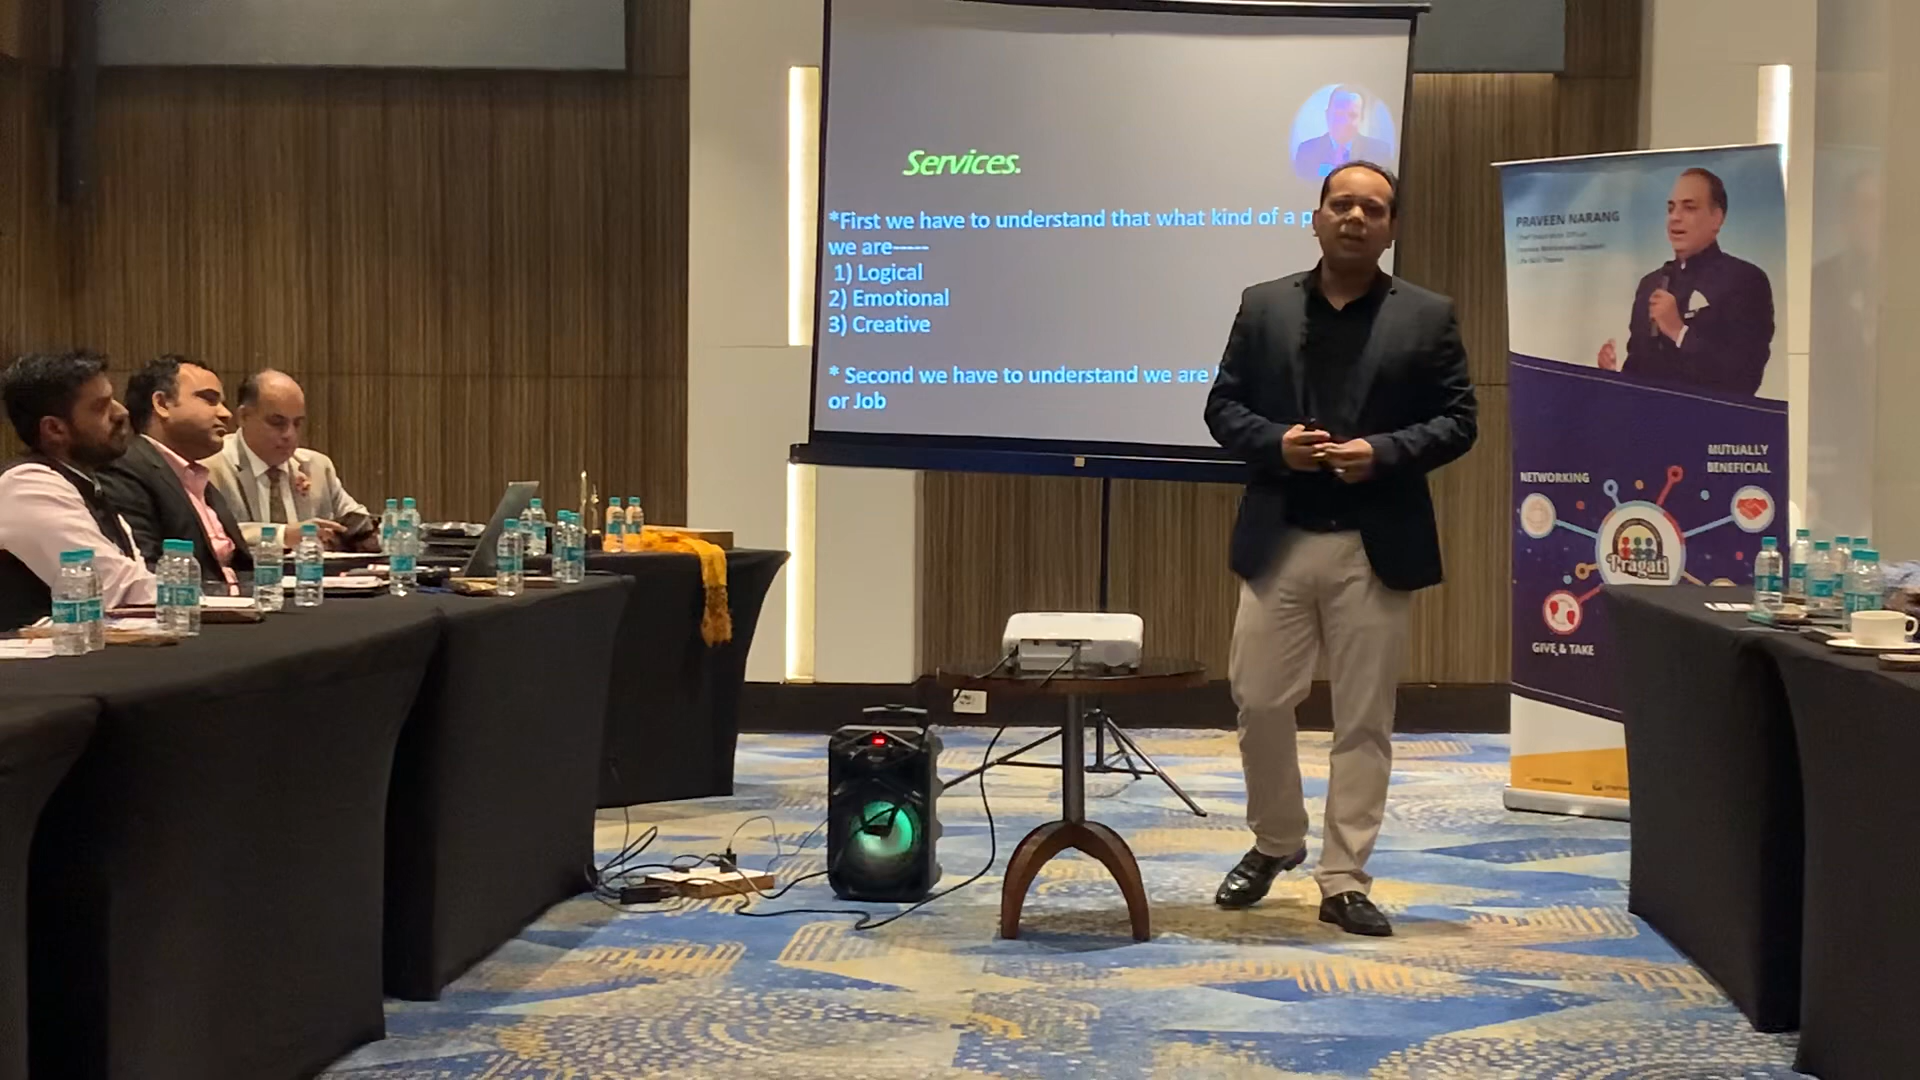 Services.
*First we have to understand that what kind of a p
we are-----
1) Logical
2) Emotional
3) Creative
* Second we have to understand we are
or Job
PRAVEEN NARANG
MUTUALLY
BENEFICIAL
NETWORKING
Pragati
GIVE & TAKE